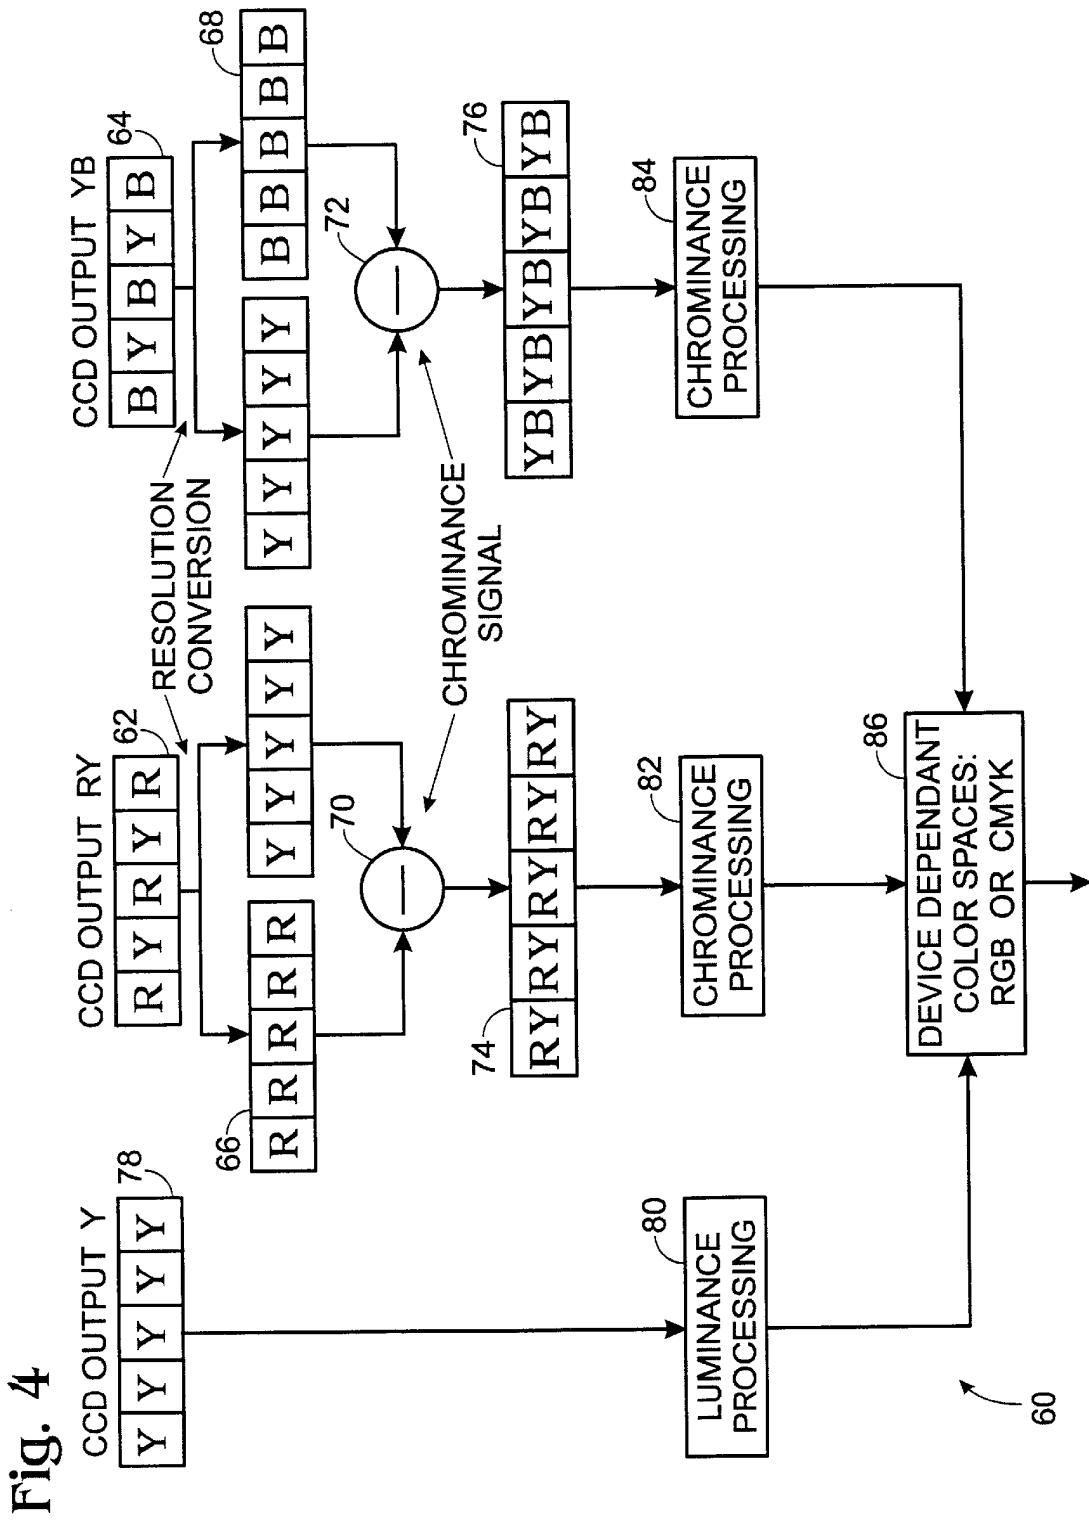 Fig. 4
CCD OUTPUT Y
78
Y Y Y Y Y
CCD OUTPUT RY
62
R Y R Y R
CCD OUTPUT YB
64
B Y B Y B
RESOLUTION
CONVERSION
66
R R R R R
Y Y Y Y Y
Y Y Y Y Y
68
B B B B B
70
—
72
—
CHROMINANCE
SIGNAL
74
RY RY RY RY RY
76
YB YB YB YB YB
80
LUMINANCE
PROCESSING
82
CHROMINANCE
PROCESSING
84
CHROMINANCE
PROCESSING
86
DEVICE DEPENDANT
COLOR SPACES:
RGB OR CMYK
60